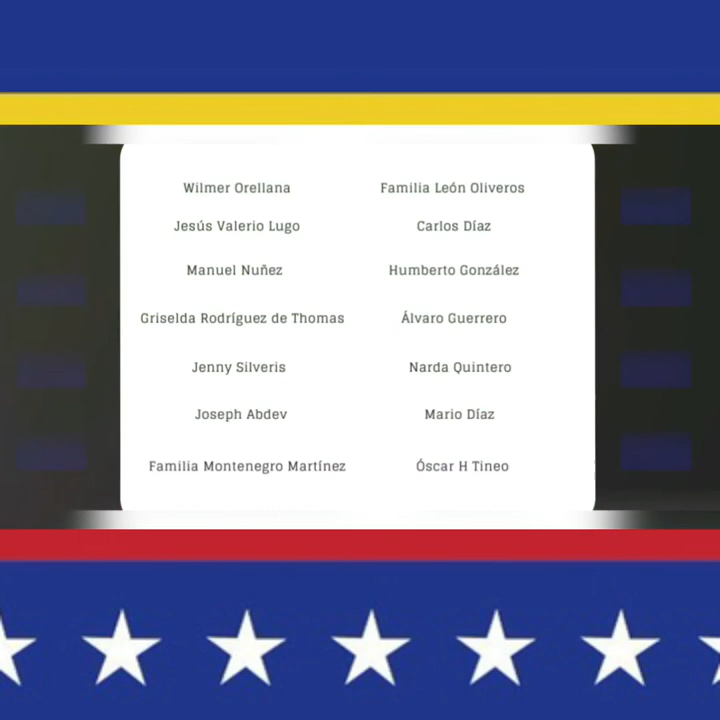 Wilmer Orellana
Jesús Valerio Lugo
Manuel Nuñez
Griselda Rodríguez de Thomas
Jenny Silveris
Joseph Abdev
Familia Montenegro Martínez
Familia León Oliveros
Carlos Díaz
Humberto González
Álvaro Guerrero
Narda Quintero
Mario Díaz
Óscar H Tineo